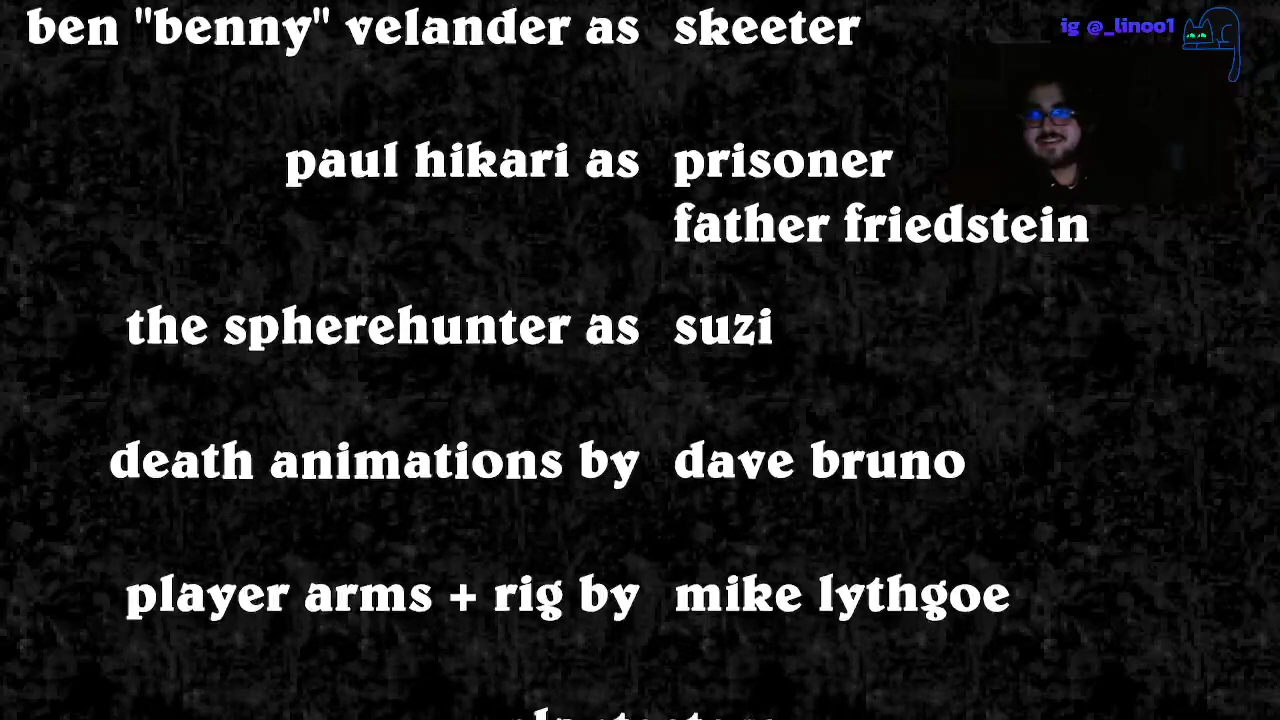 ben "benny" velander as skeeter
ig @_linoo1
paul hikari as prisoner
father friedstein
the spherehunter as suzi
death animations by dave bruno
player arms + rig by mike lythgoe